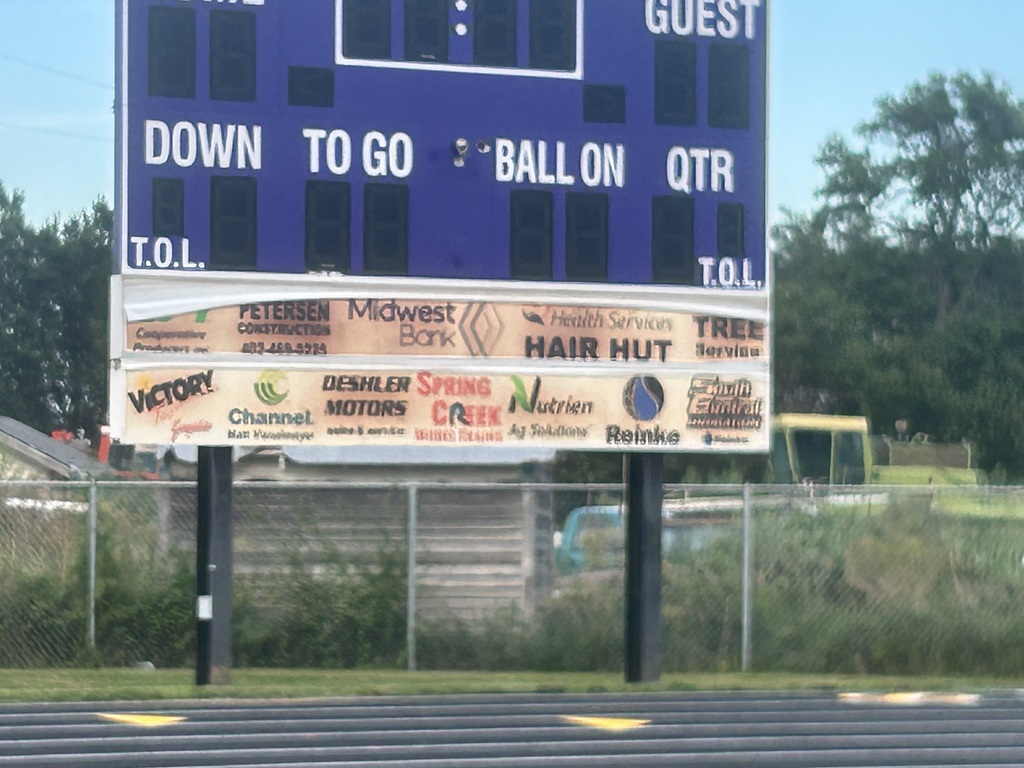 GUEST
DOWN TO GO BALL ON QTR
T.O.L. T.O.L.
PETERSEN
CONSTRUCTION
Midwest
Bank
Health Services
HAIR HUT
TREE
Service
VICTORY
Channel
DESHLER
MOTORS
SPRING
CREEK
Nutrien
Ag Solutions
Reinke